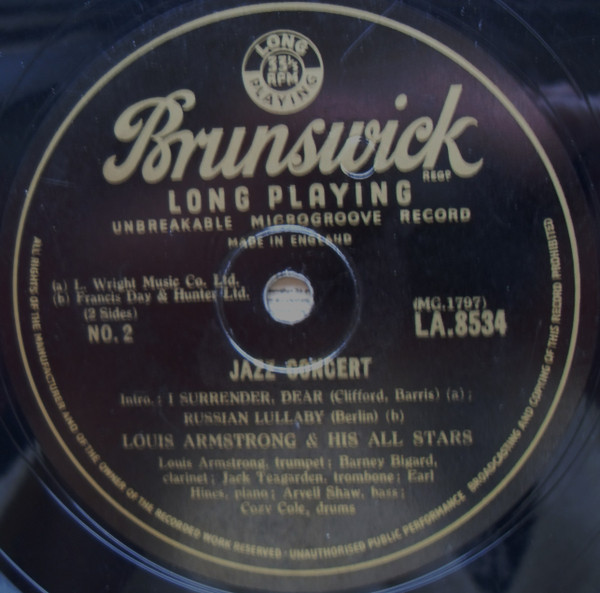 LONG
33⅓
RPM
PLAYING
Brunswick
REGD
LONG PLAYING
UNBREAKABLE MICROGROOVE RECORD
MADE IN ENGLAND
(a) L. Wright Music Co. Ltd.
(b) Francis Day & Hunter Ltd.
(2 Sides)
NO. 2
(MG.1797)
LA.8534
JAZZ CONCERT
Intro.: I SURRENDER, DEAR (Clifford, Barris) (a);
RUSSIAN LULLABY (Berlin) (b)
LOUIS ARMSTRONG & HIS ALL STARS
Louis Armstrong, trumpet; Barney Bigard,
clarinet; Jack Teagarden, trombone; Earl
Hines, piano; Arvell Shaw, bass;
Cozy Cole, drums
ALL RIGHTS OF THE MANUFACTURER AND OF THE OWNER OF THE RECORDED WORK RESERVED · UNAUTHORISED PUBLIC PERFORMANCE BROADCASTING AND COPYING OF THIS RECORD PROHIBITED